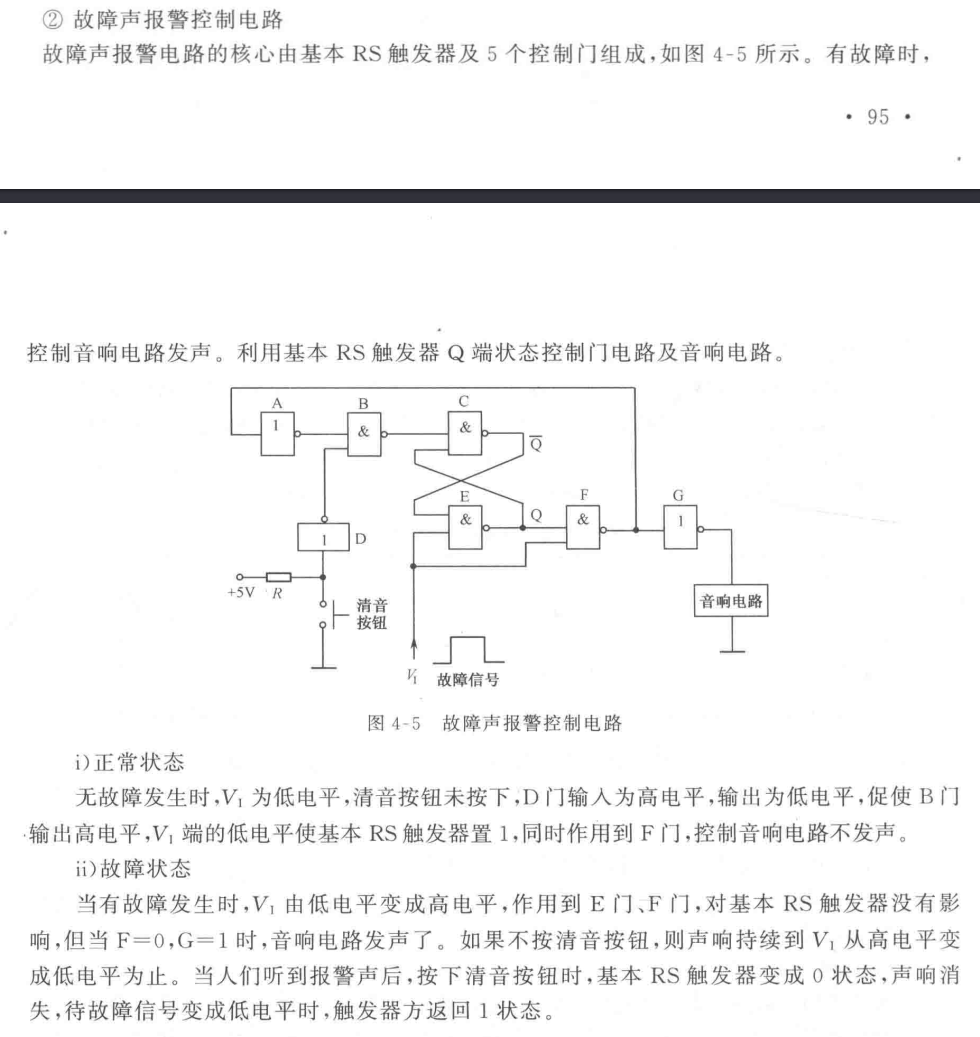 ② 故障声报警控制电路
故障声报警电路的核心由基本 RS 触发器及 5 个控制门组成,如图 4-5 所示。有故障时,
• 95 •
控制音响电路发声。利用基本 RS 触发器 Q 端状态控制门电路及音响电路。
A B C
1 & &
Q̅
E F G
& Q & 1
1 D
+5V R
清音
按钮
音响电路
V₁ 故障信号
图 4-5 故障声报警控制电路
i)正常状态
无故障发生时,V₁ 为低电平,清音按钮未按下,D 门输入为高电平,输出为低电平,促使 B 门
输出高电平,V₁ 端的低电平使基本 RS 触发器置 1,同时作用到 F 门,控制音响电路不发声。
ii)故障状态
当有故障发生时,V₁ 由低电平变成高电平,作用到 E 门、F 门,对基本 RS 触发器没有影
响,但当 F=0,G=1 时,音响电路发声了。如果不按清音按钮,则声响持续到 V₁ 从高电平变
成低电平为止。当人们听到报警声后,按下清音按钮时,基本 RS 触发器变成 0 状态,声响消
失,待故障信号变成低电平时,触发器方返回 1 状态。